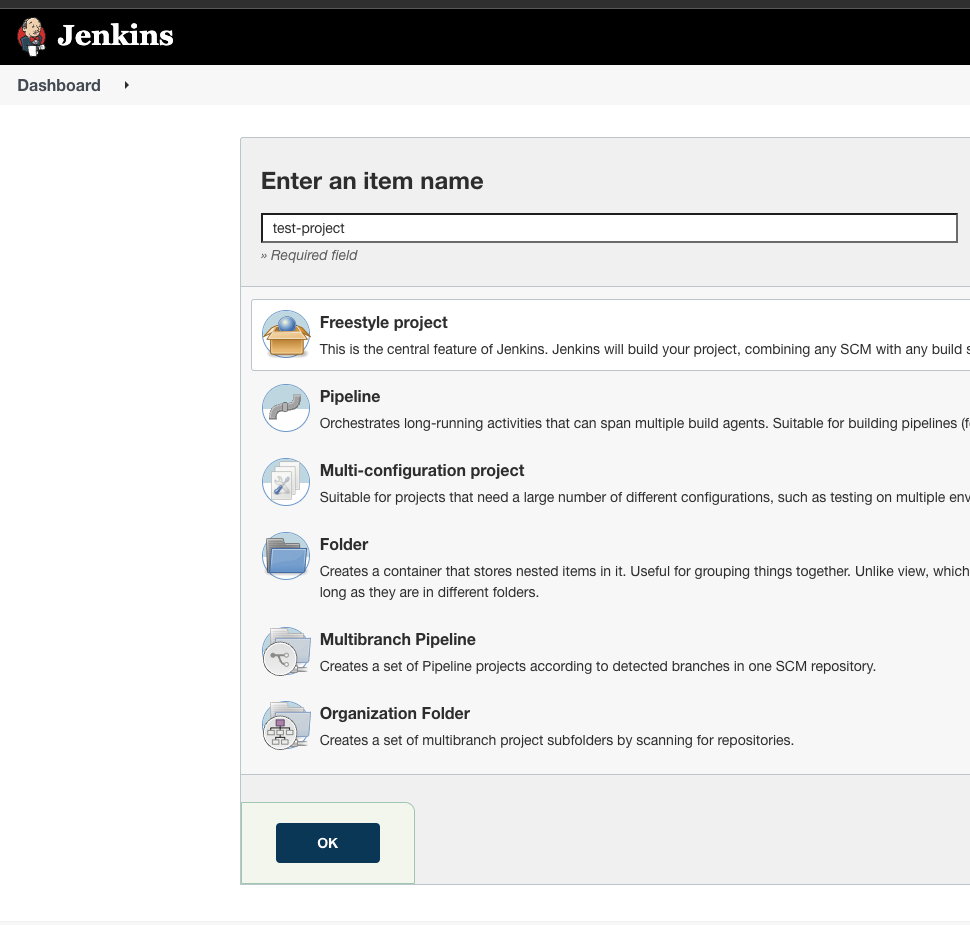 Jenkins
Dashboard
Enter an item name
test-project
» Required field
Freestyle project
This is the central feature of Jenkins. Jenkins will build your project, combining any SCM with any build
Pipeline
Orchestrates long-running activities that can span multiple build agents. Suitable for building pipelines
Multi-configuration project
Suitable for projects that need a large number of different configurations, such as testing on multiple
Folder
Creates a container that stores nested items in it. Useful for grouping things together. Unlike view, which
long as they are in different folders.
Multibranch Pipeline
Creates a set of Pipeline projects according to detected branches in one SCM repository.
Organization Folder
Creates a set of multibranch project subfolders by scanning for repositories.
OK